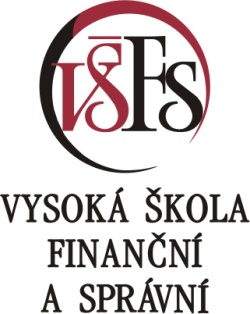 VŠFS
VYSOKÁ ŠKOLA
FINANČNÍ
A SPRÁVNÍ